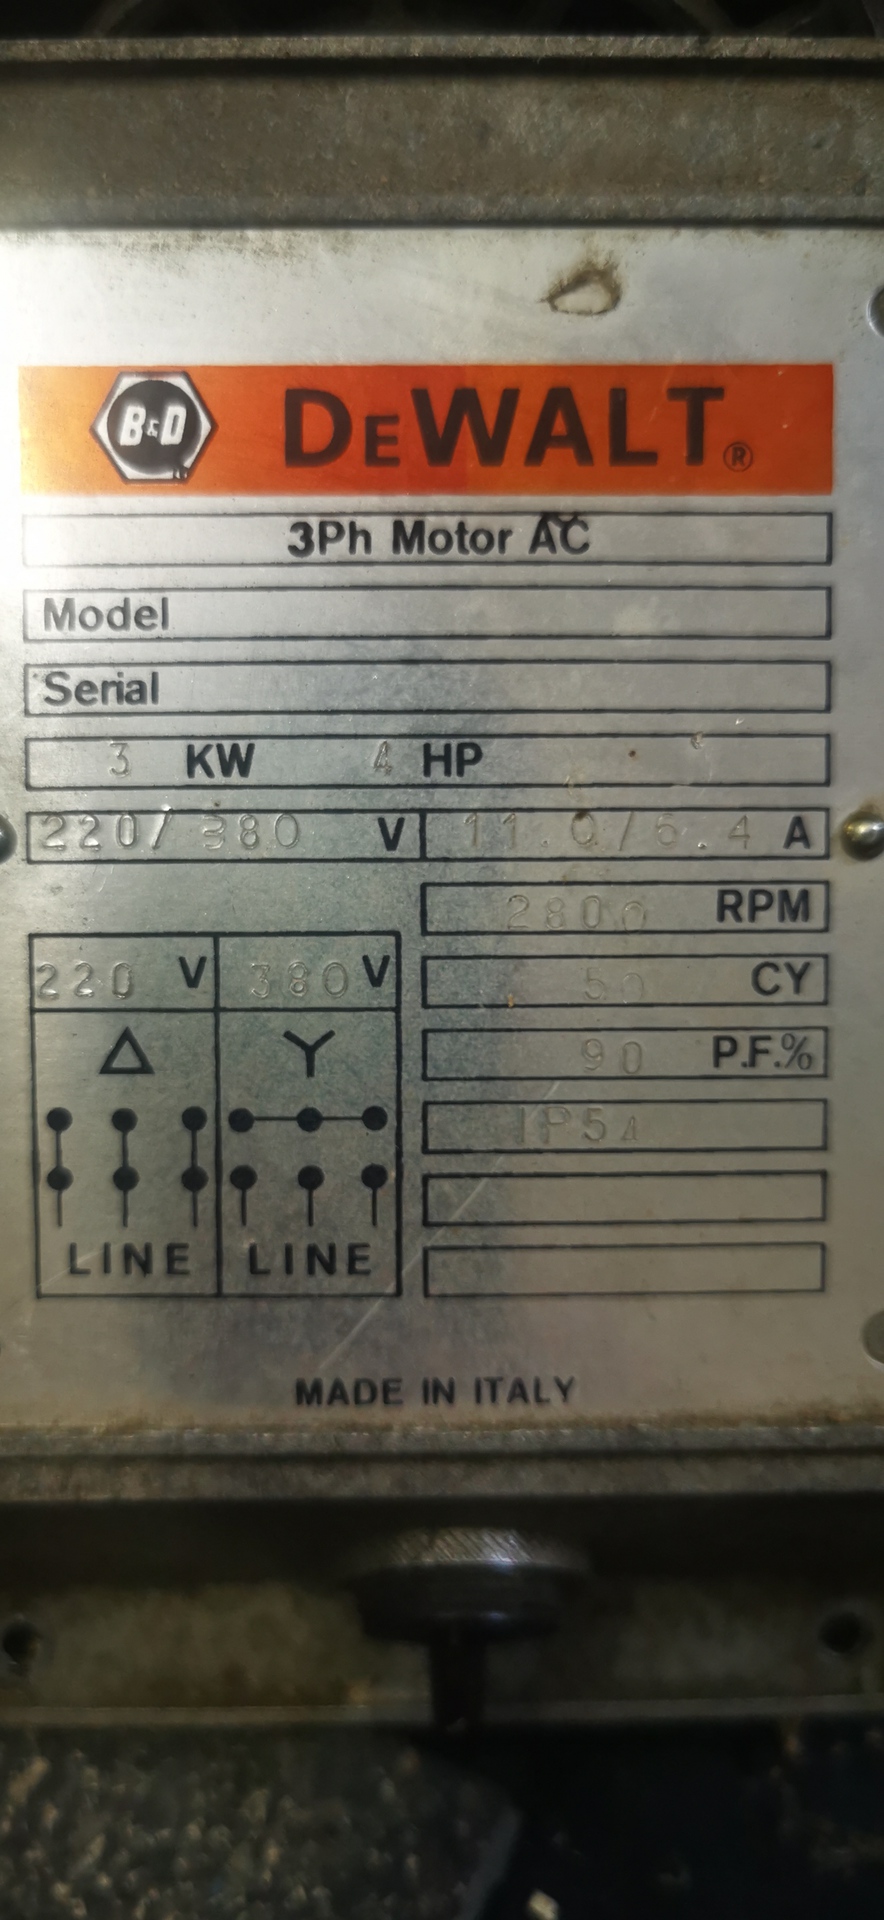 B&D DEWALT®
3Ph Motor AC
Model
Serial
3 KW 4 HP
220/380 V 11.0/6.4 A
2800 RPM
50 CY
90 P.F.%
IP54
220 V 380 V
LINE LINE
MADE IN ITALY